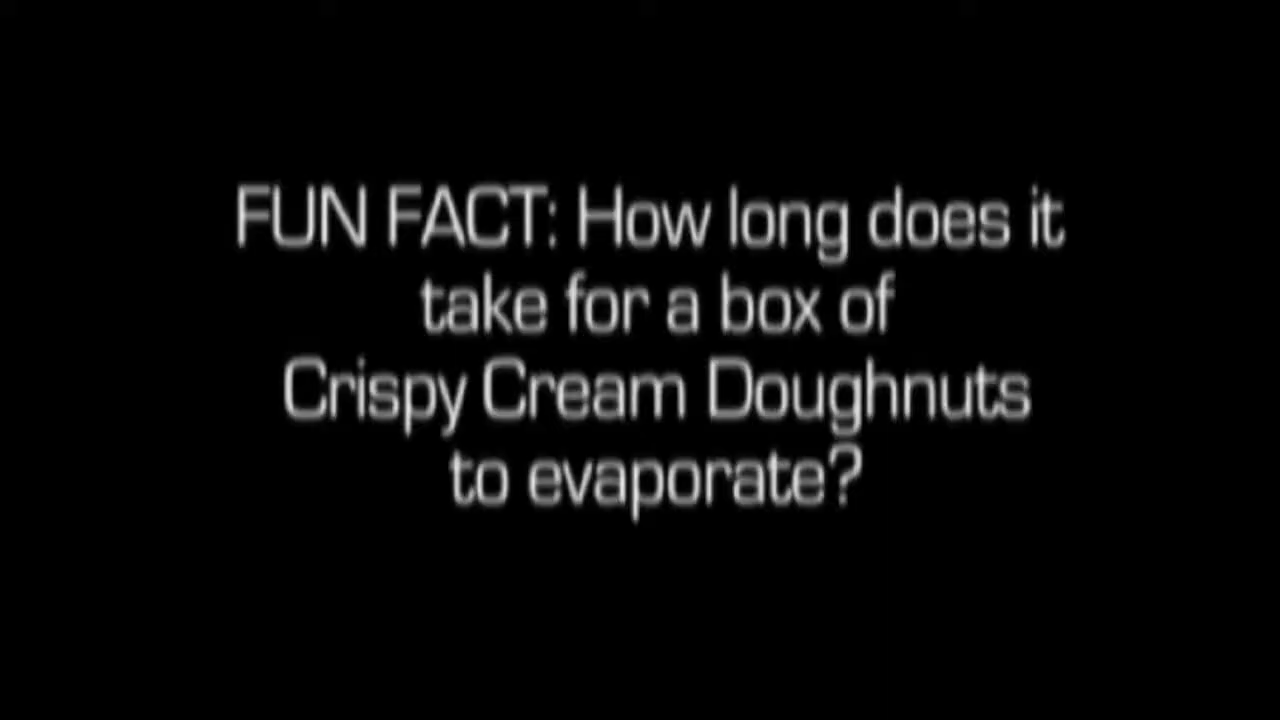 FUN FACT: How long does it
take for a box of
Crispy Cream Doughnuts
to evaporate?